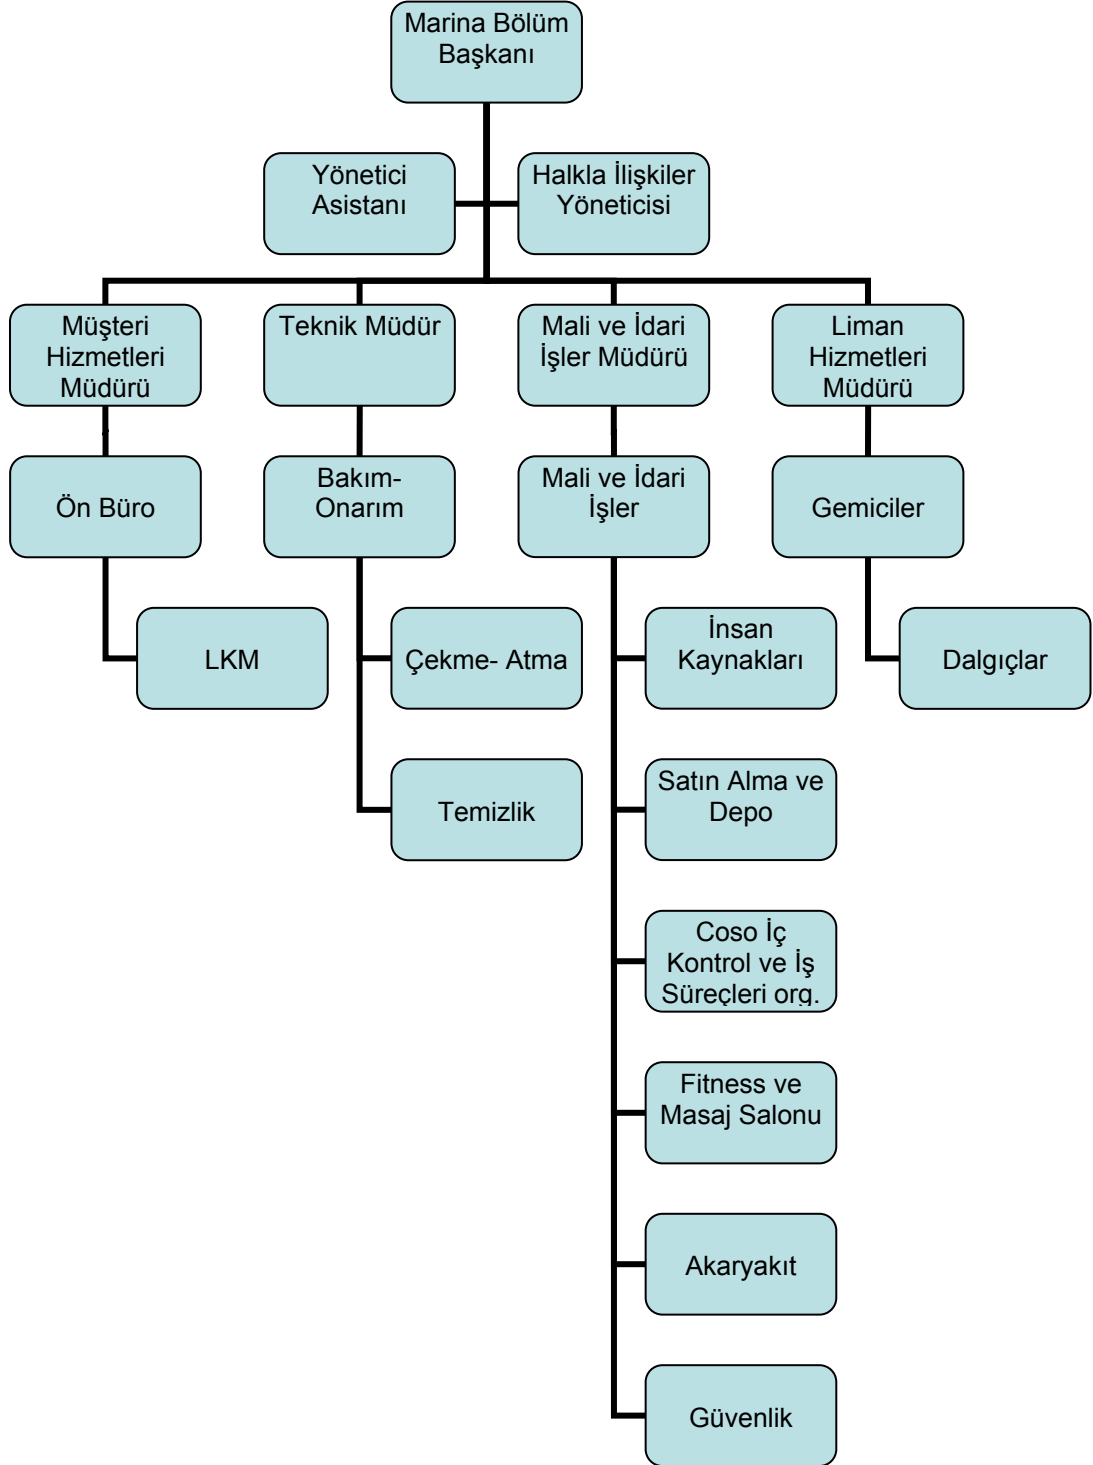 Marina Bölüm
Başkanı
Yönetici
Asistanı
Halkla İlişkiler
Yöneticisi
Müşteri
Hizmetleri
Müdürü
Teknik Müdür
Mali ve İdari
İşler Müdürü
Liman
Hizmetleri
Müdürü
Ön Büro
Bakım-
Onarım
Mali ve İdari
İşler
Gemiciler
LKM
Çekme- Atma
İnsan
Kaynakları
Dalgıçlar
Temizlik
Satın Alma ve
Depo
Coso İç
Kontrol ve İş
Süreçleri org.
Fitness ve
Masaj Salonu
Akaryakıt
Güvenlik